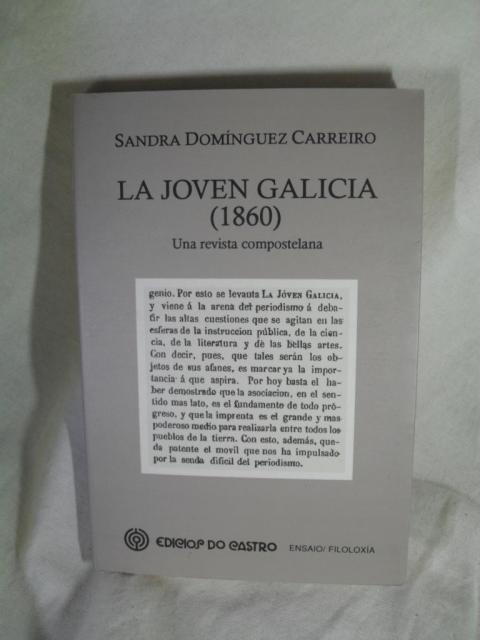 SANDRA DOMÍNGUEZ CARREIRO
LA JOVEN GALICIA
(1860)
Una revista compostelana
genio. Por esto se levanta LA JÓVEN GALICIA,
y viene á la arena del periodismo á deba-
tir las altas cuestiones que se agitan en las
esferas de la instruccion pública, de la cien-
cia, de la literatura y de las bellas artes.
Con decir, pues, que tales serán los ob-
jetos de sus afanes, es marcar ya la impor-
tancia á que aspira. Por hoy basta el ha-
ber demostrado que la asociacion, en el sen-
tido mas lato, es el fundamento de todo pró-
greso, y que la imprenta es el grande y mas
poderoso medio para realizarla entre todos los
pueblos de la tierra. Con esto, además, que-
da patente el movil que nos ha impulsado
por la senda dificil del periodismo.
EDICIOS DO CASTRO ENSAIO/ FILOLOXÍA